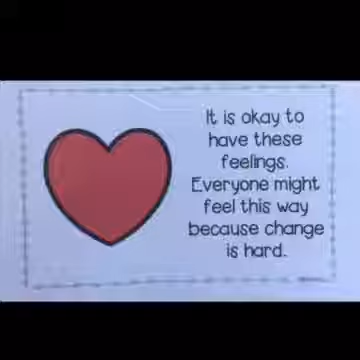 It is okay to
have these
feelings.
Everyone might
feel this way
because change
is hard.